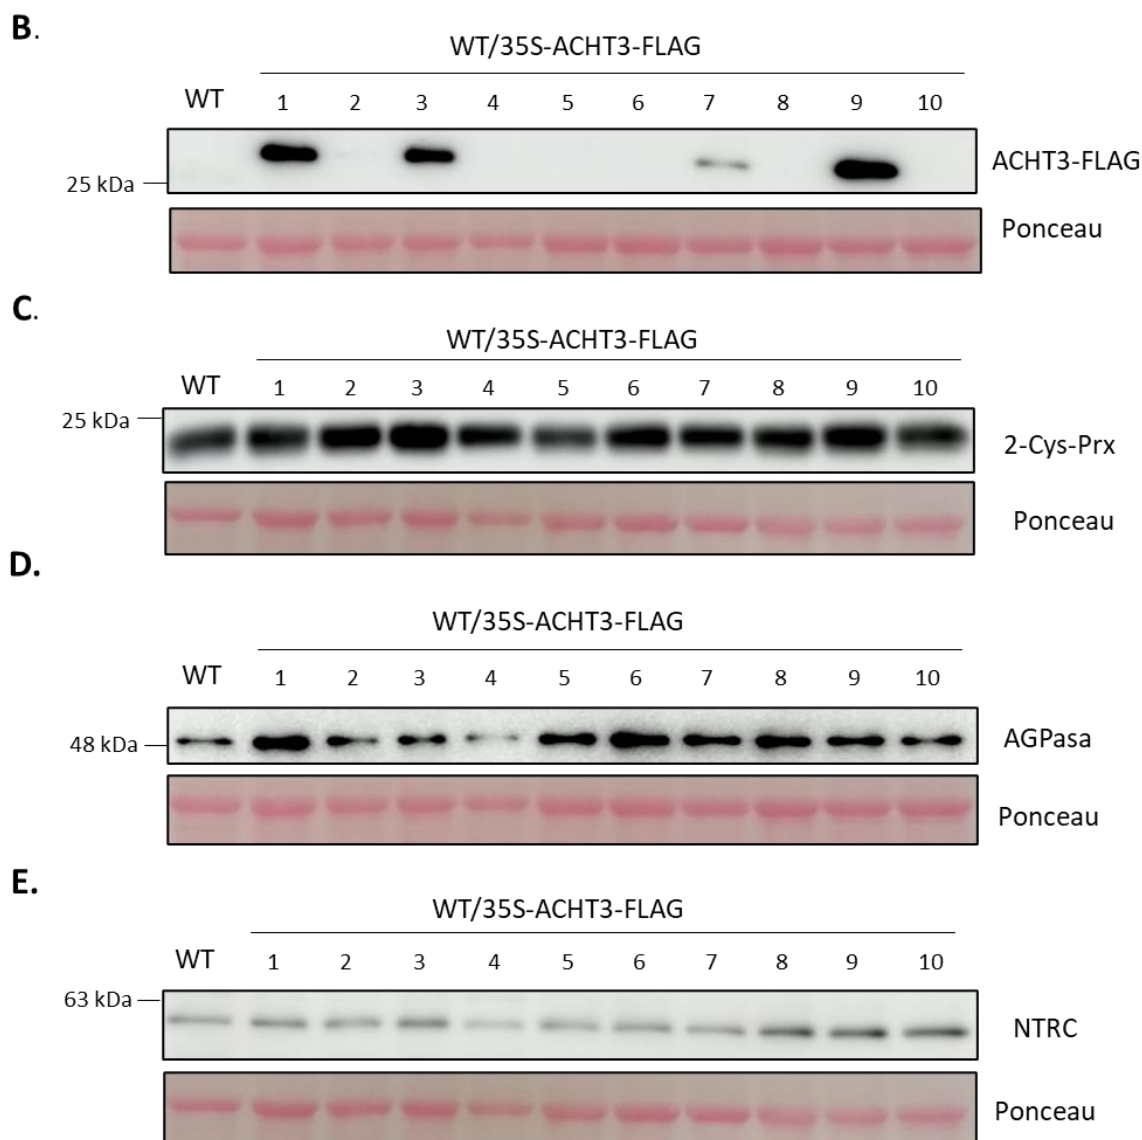 B.
WT/35S-ACHT3-FLAG
WT 1 2 3 4 5 6 7 8 9 10
ACHT3-FLAG
25 kDa
Ponceau
C.
WT/35S-ACHT3-FLAG
WT 1 2 3 4 5 6 7 8 9 10
25 kDa
2-Cys-Prx
Ponceau
D.
WT/35S-ACHT3-FLAG
WT 1 2 3 4 5 6 7 8 9 10
48 kDa
AGPasa
Ponceau
E.
WT/35S-ACHT3-FLAG
WT 1 2 3 4 5 6 7 8 9 10
63 kDa
NTRC
Ponceau